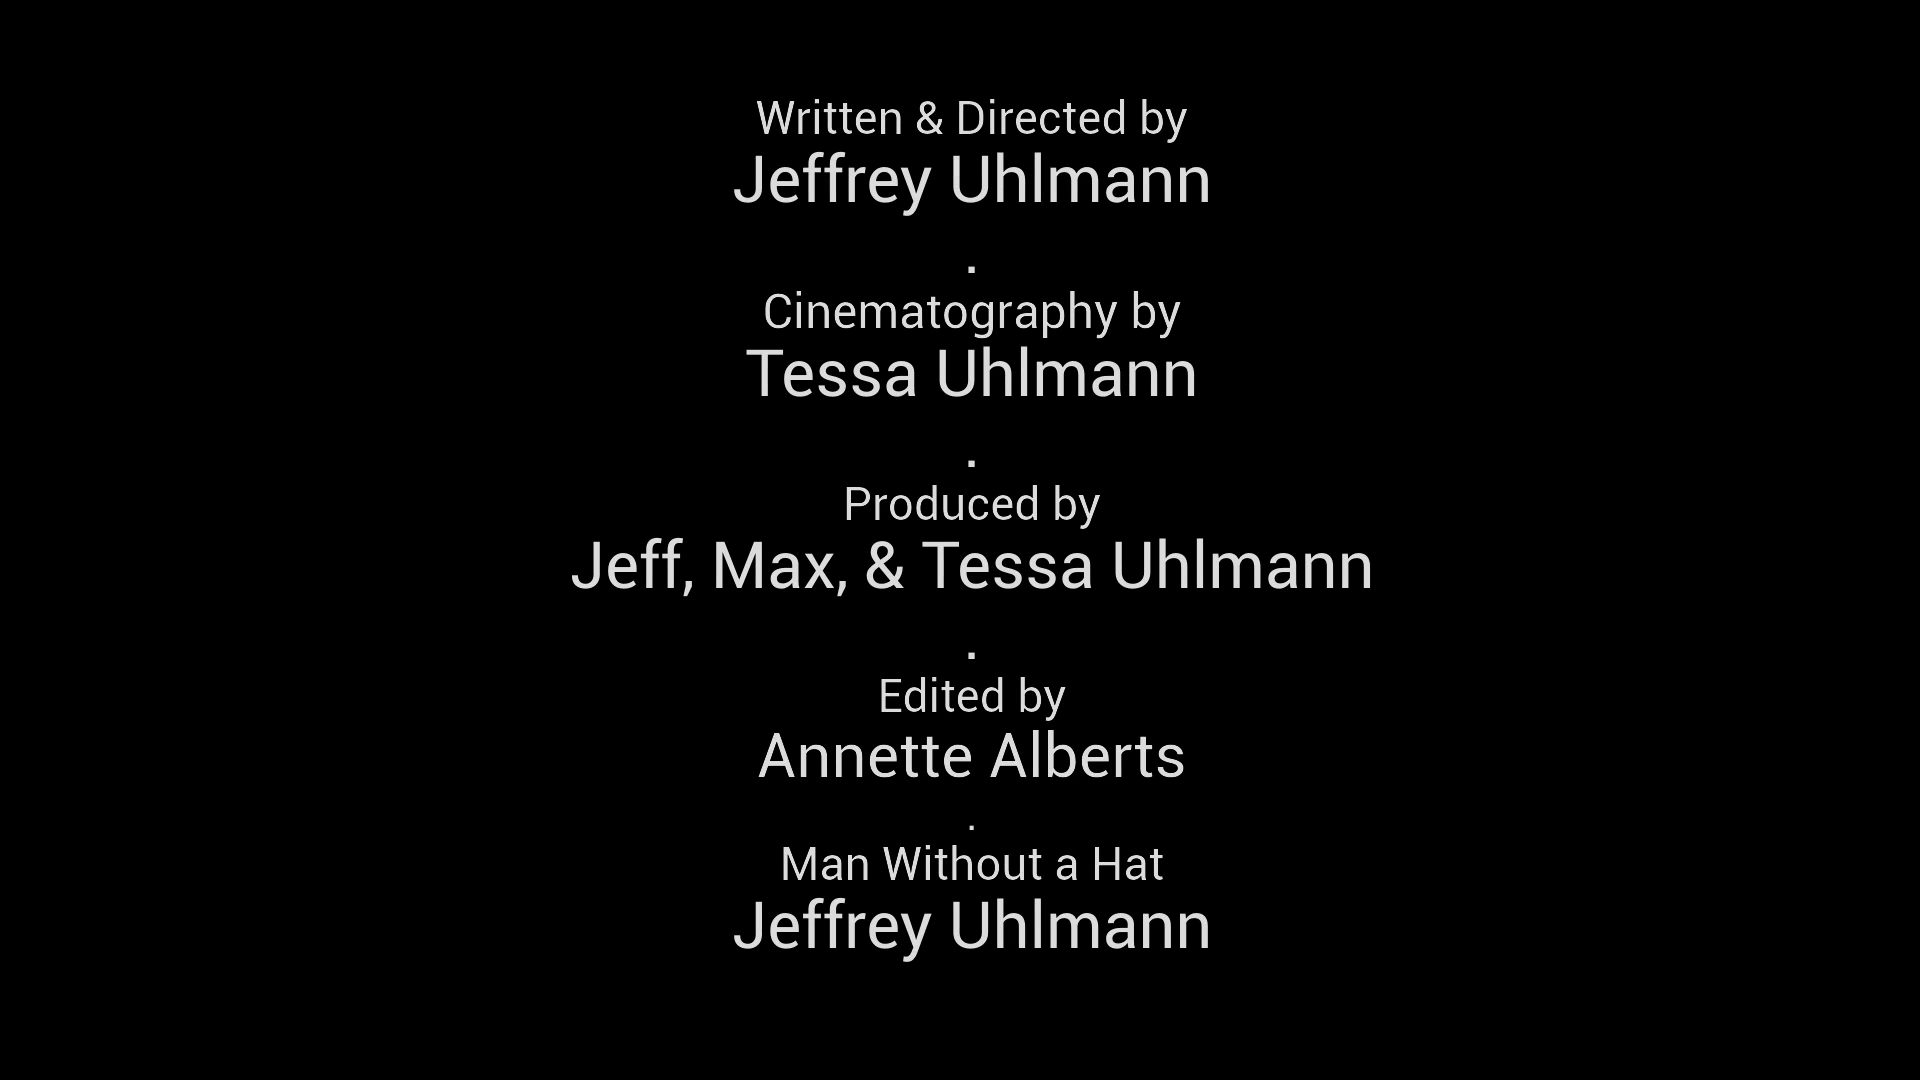 Written & Directed by
Jeffrey Uhlmann
.
Cinematography by
Tessa Uhlmann
.
Produced by
Jeff, Max, & Tessa Uhlmann
.
Edited by
Annette Alberts
.
Man Without a Hat
Jeffrey Uhlmann